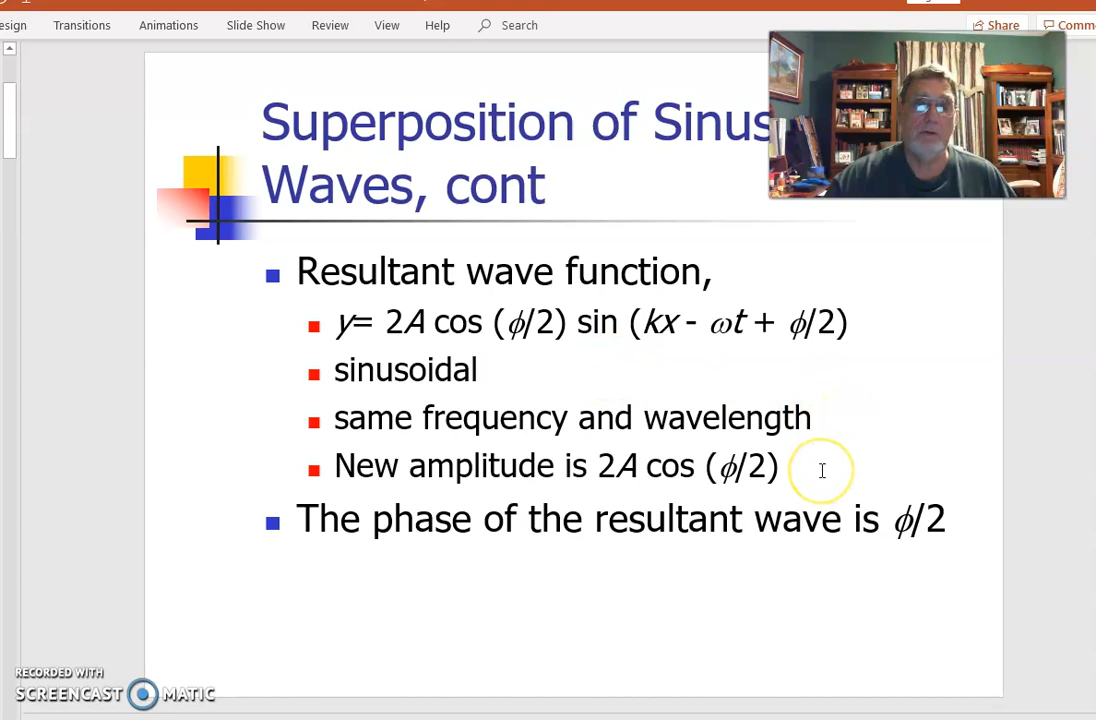 esign Transitions Animations Slide Show Review View Help Search Share Comme
Superposition of Sinus
Waves, cont
Resultant wave function,
y= 2A cos (ϕ/2) sin (kx - ωt + ϕ/2)
sinusoidal
same frequency and wavelength
New amplitude is 2A cos (ϕ/2)
The phase of the resultant wave is ϕ/2
RECORDED WITH
SCREENCAST MATIC